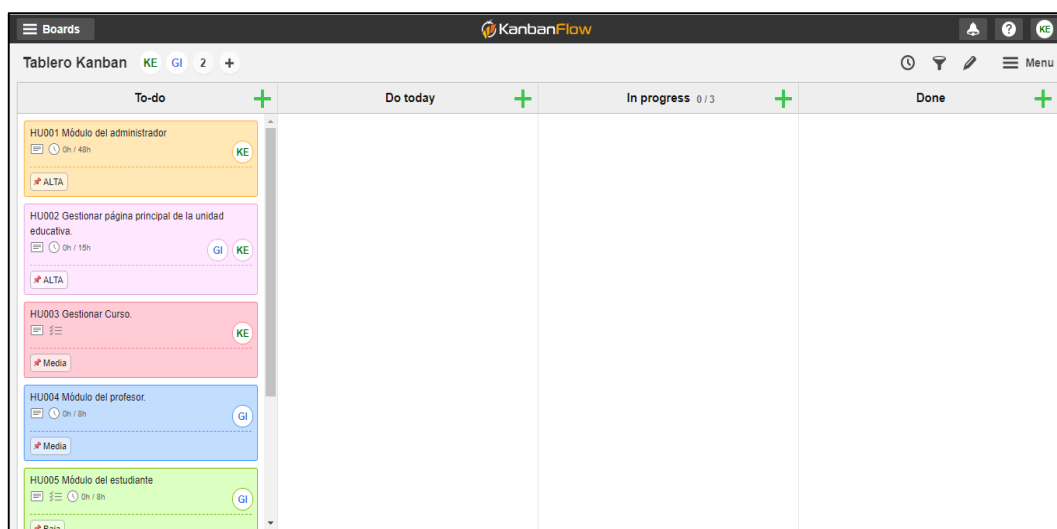 Boards
KanbanFlow
KE
Tablero Kanban KE GI 2 +
Menu
To-do
Do today
In progress 0 / 3
Done
HU001 Módulo del administrador
0h / 48h
KE
ALTA
HU002 Gestionar página principal de la unidad
educativa.
0h / 15h
GI KE
ALTA
HU003 Gestionar Curso.
KE
Media
HU004 Módulo del profesor.
0h / 8h
GI
Media
HU005 Módulo del estudiante
0h / 8h
GI
Baja